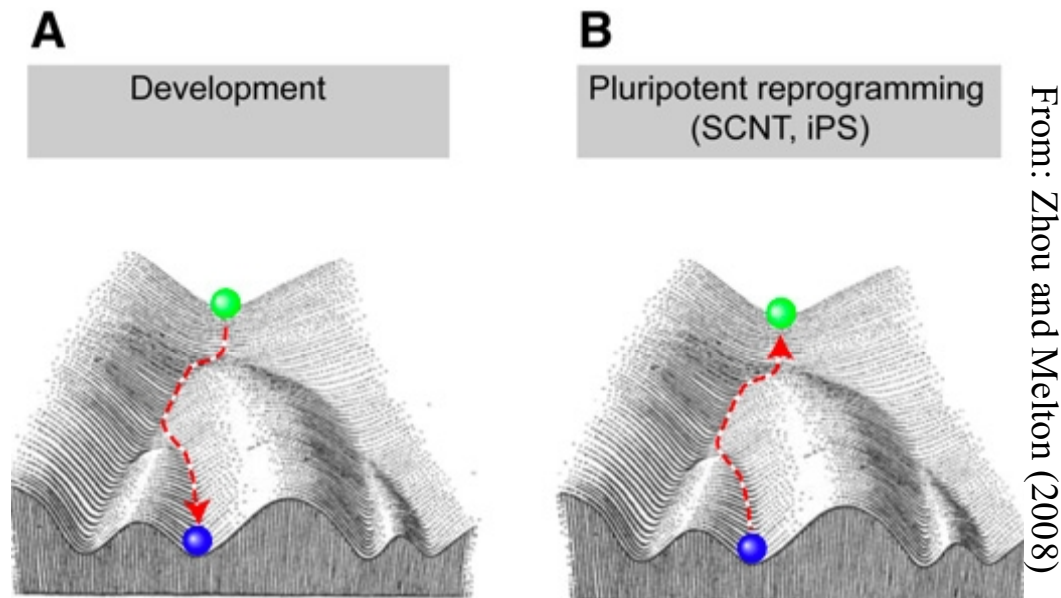 A
Development
B
Pluripotent reprogramming
(SCNT, iPS)
From: Zhou and Melton (2008)